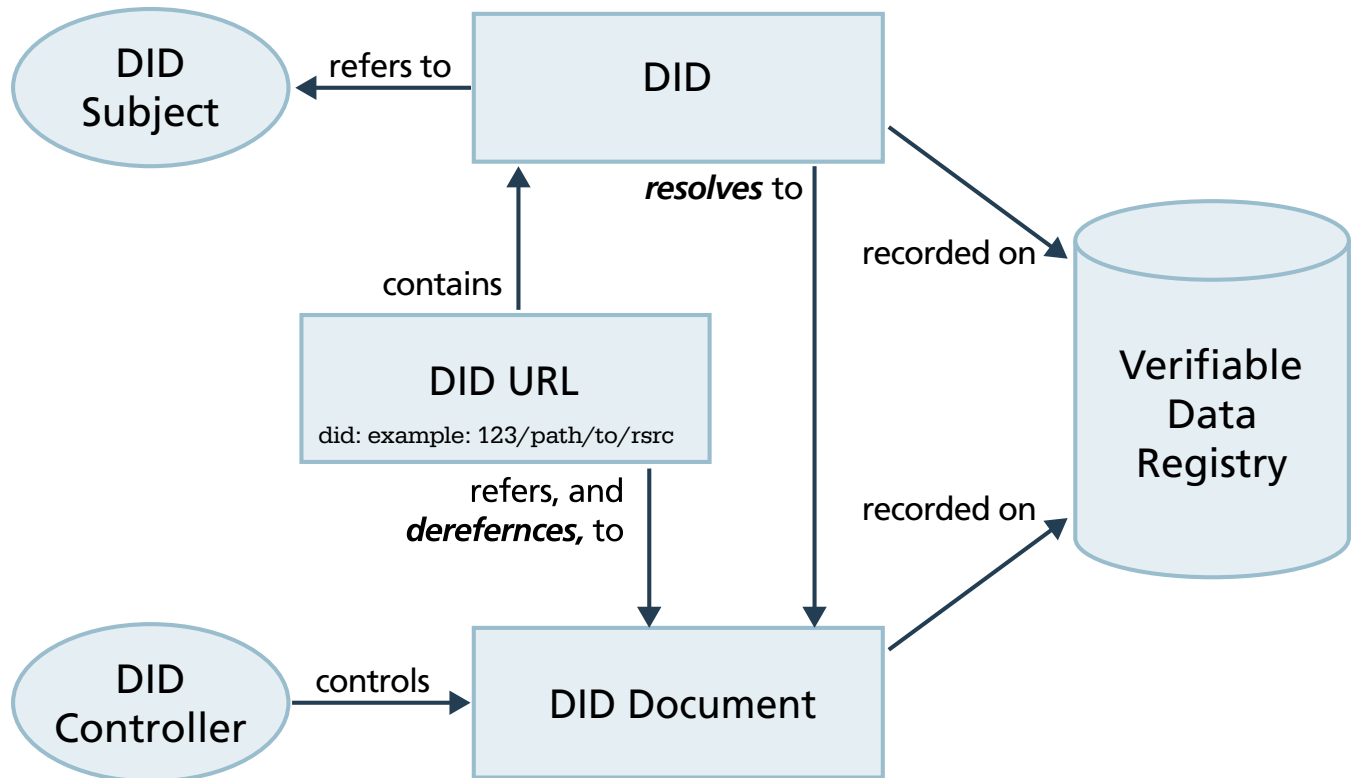 DID
Subject
refers to
DID
resolves to
recorded on
contains
DID URL
did: example: 123/path/to/rsrc
Verifiable
Data
Registry
refers, and
derefernces, to
recorded on
DID
Controller
controls
DID Document